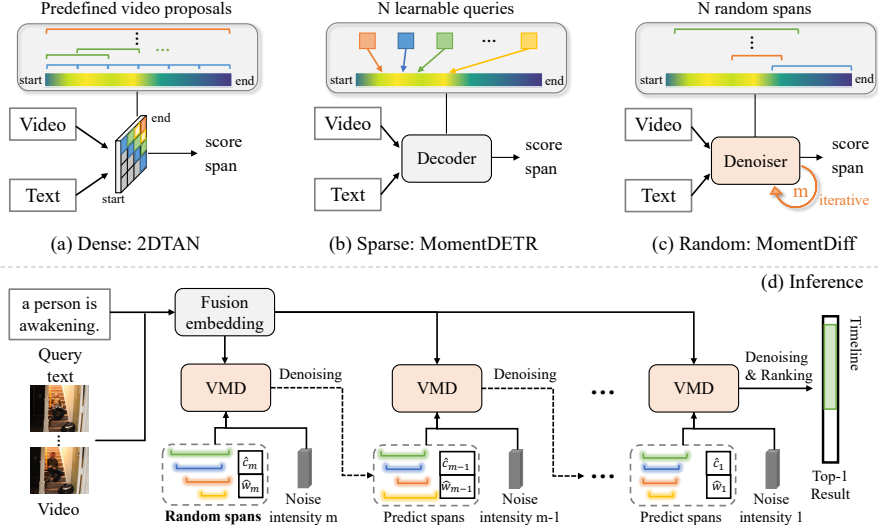 Predefined video proposals
start
end
Video
Text
end
start
score
span
(a) Dense: 2DTAN
N learnable queries
start
end
Video
Text
Decoder
score
span
(b) Sparse: MomentDETR
N random spans
start
end
Video
Text
Denoiser
score
span
m
iterative
(c) Random: MomentDiff
(d) Inference
a person is
awakening.
Query
text
Video
Fusion
embedding
VMD
Denoising
VMD
Denoising
VMD
Denoising
& Ranking
Timeline
ĉ_m
ŵ_m
Random spans
Noise
intensity m
ĉ_{m−1}
ŵ_{m−1}
Predict spans
Noise
intensity m-1
ĉ_1
ŵ_1
Predict spans
Noise
intensity 1
Top-1
Result